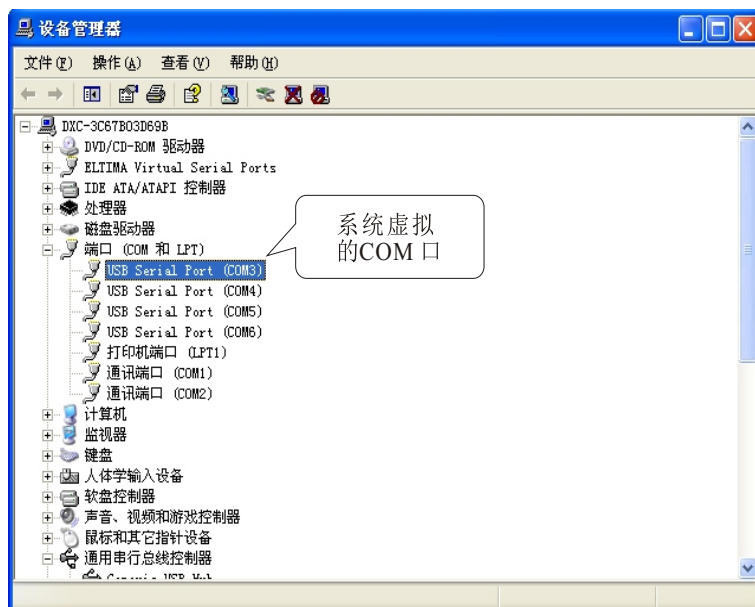 设备管理器
文件(F) 操作(A) 查看(V) 帮助(H)
DXC-3C67B03D69B
DVD/CD-ROM 驱动器
ELTIMA Virtual Serial Ports
IDE ATA/ATAPI 控制器
处理器
磁盘驱动器
端口 (COM 和 LPT)
系统虚拟
的COM 口
USB Serial Port (COM3)
USB Serial Port (COM4)
USB Serial Port (COM5)
USB Serial Port (COM6)
打印机端口 (LPT1)
通讯端口 (COM1)
通讯端口 (COM2)
计算机
监视器
键盘
人体学输入设备
软盘控制器
声音、视频和游戏控制器
鼠标和其它指针设备
通用串行总线控制器
Generic USB Hub